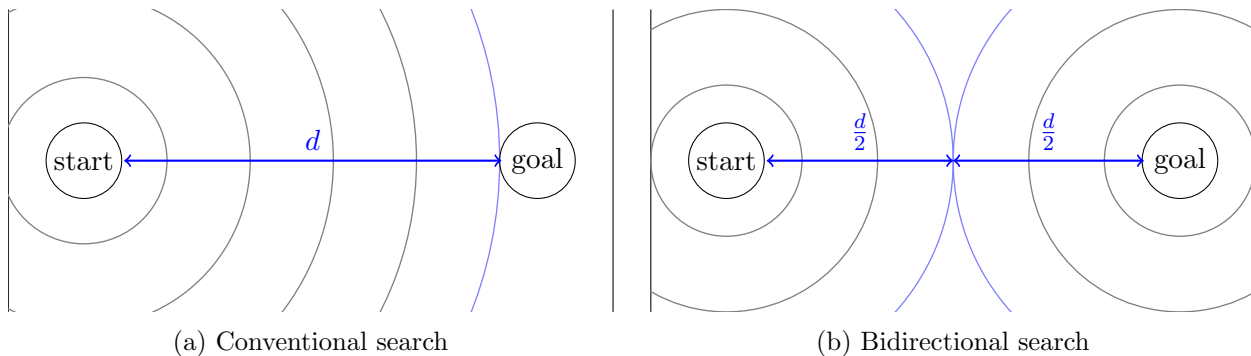 start
d
goal
start
d/2
d/2
goal
(a) Conventional search
(b) Bidirectional search